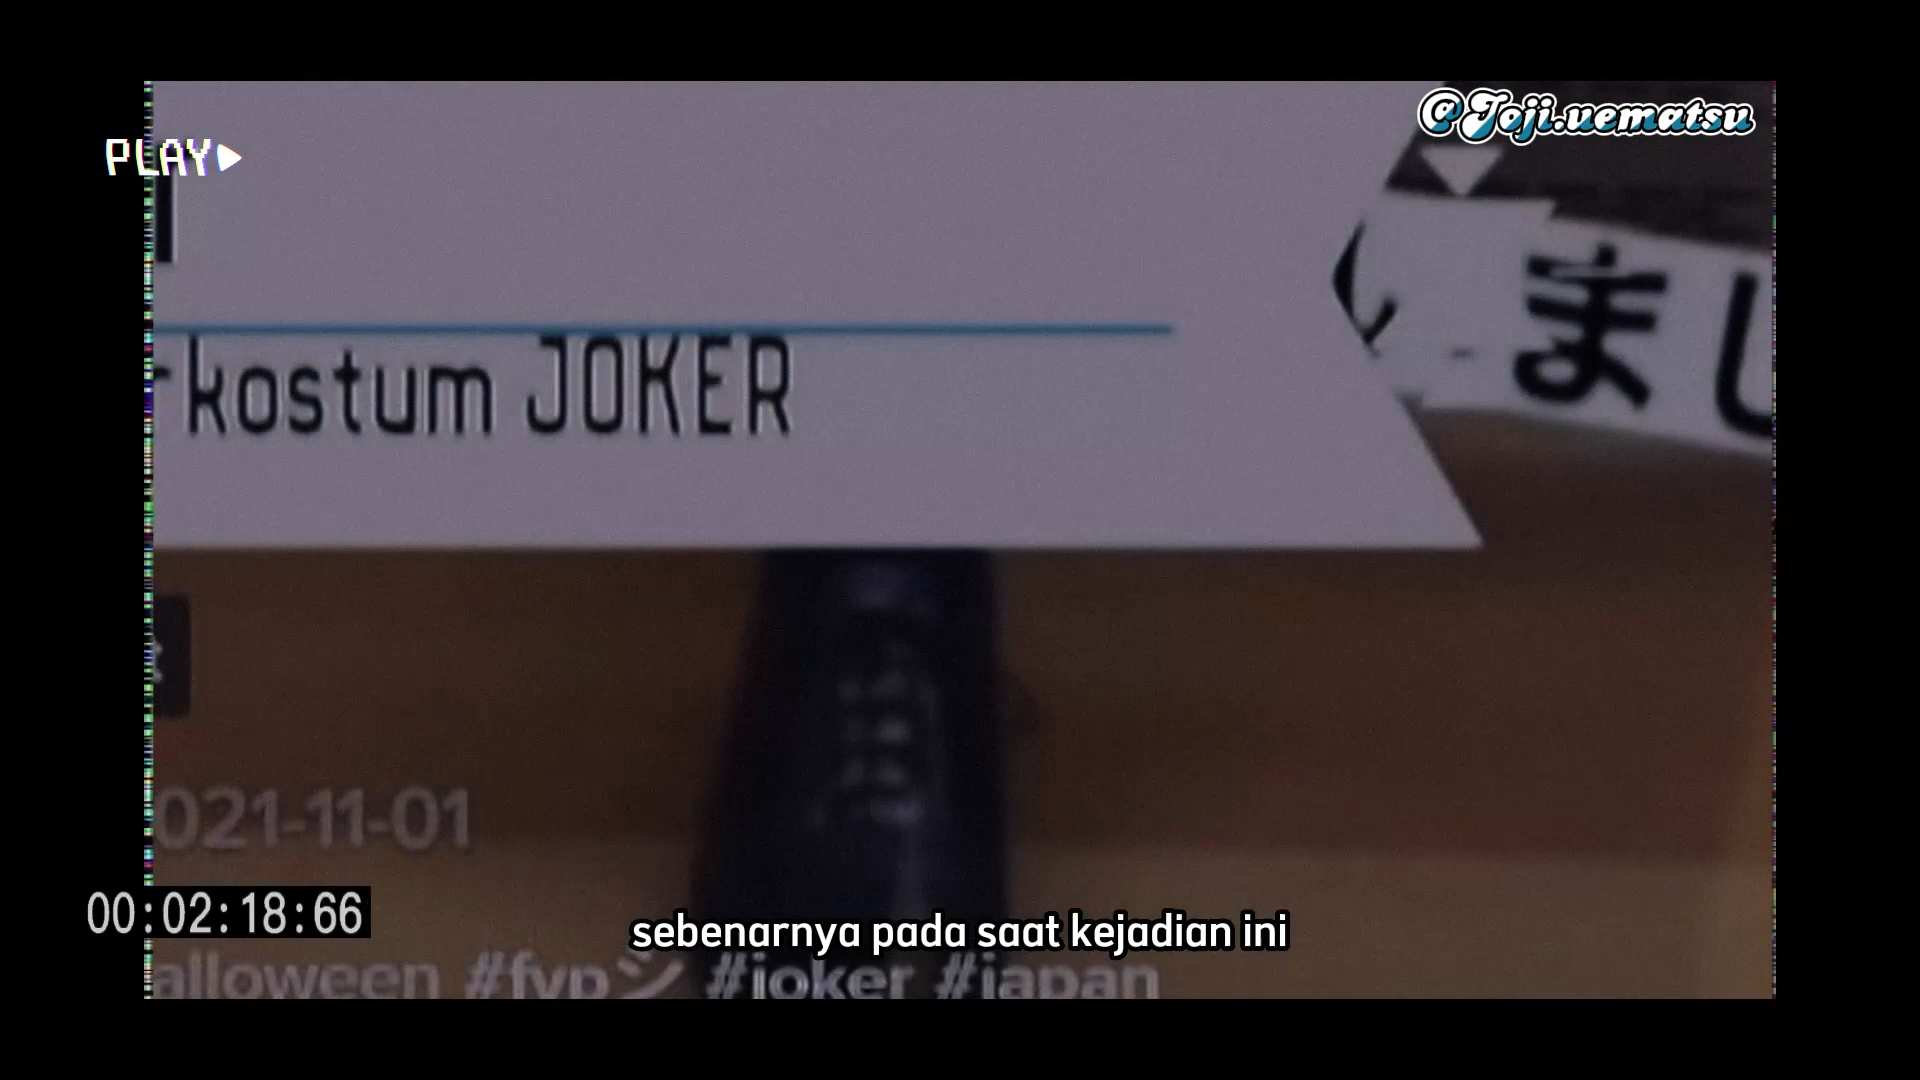 @Joji.uematsu
PLAY
まし
rkostum JOKER
021-11-01
00:02:18:66
sebenarnya pada saat kejadian ini
alloween #fypシ #joker #japan